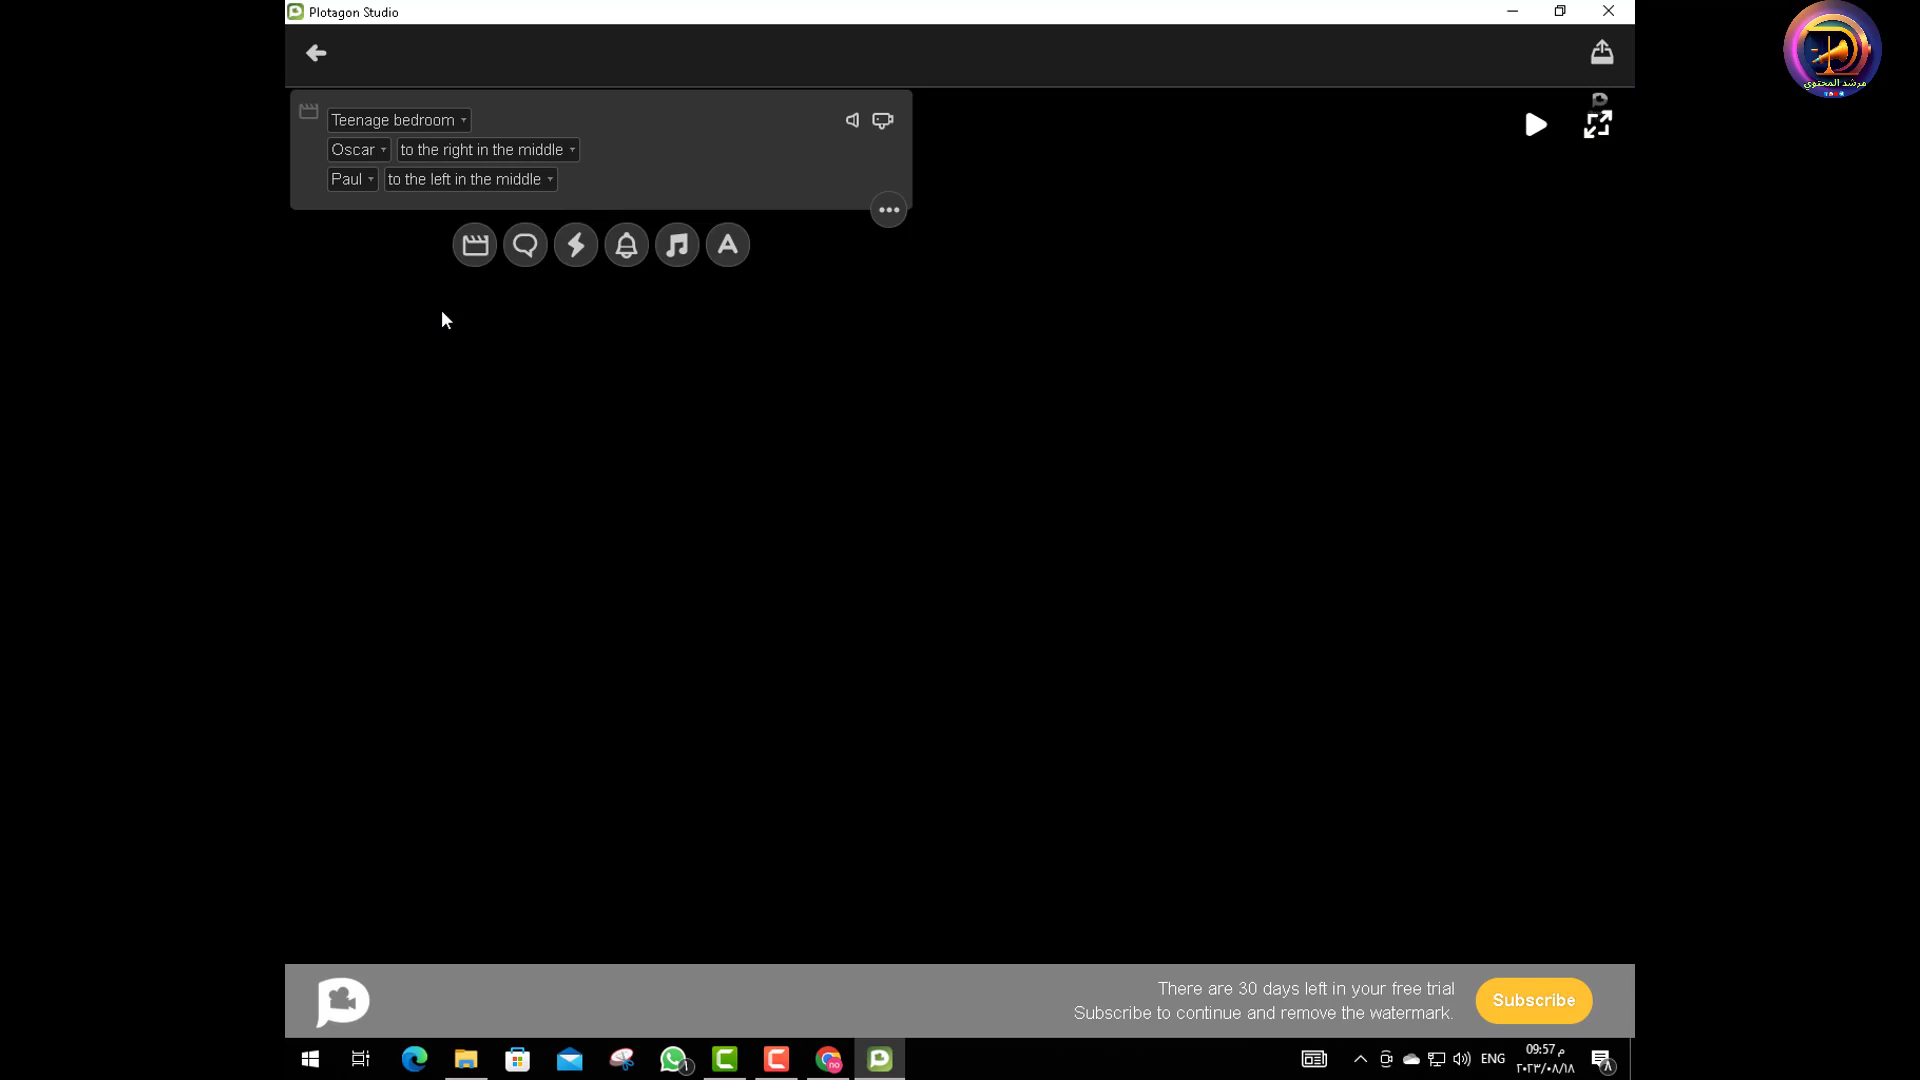 Plotagon Studio
مرشد المحتوي
Teenage bedroom
Oscar to the right in the middle
Paul to the left in the middle
There are 30 days left in your free trial
Subscribe to continue and remove the watermark.
Subscribe
ENG
09:57 م
٢٠٢٣/٠٨/١٨